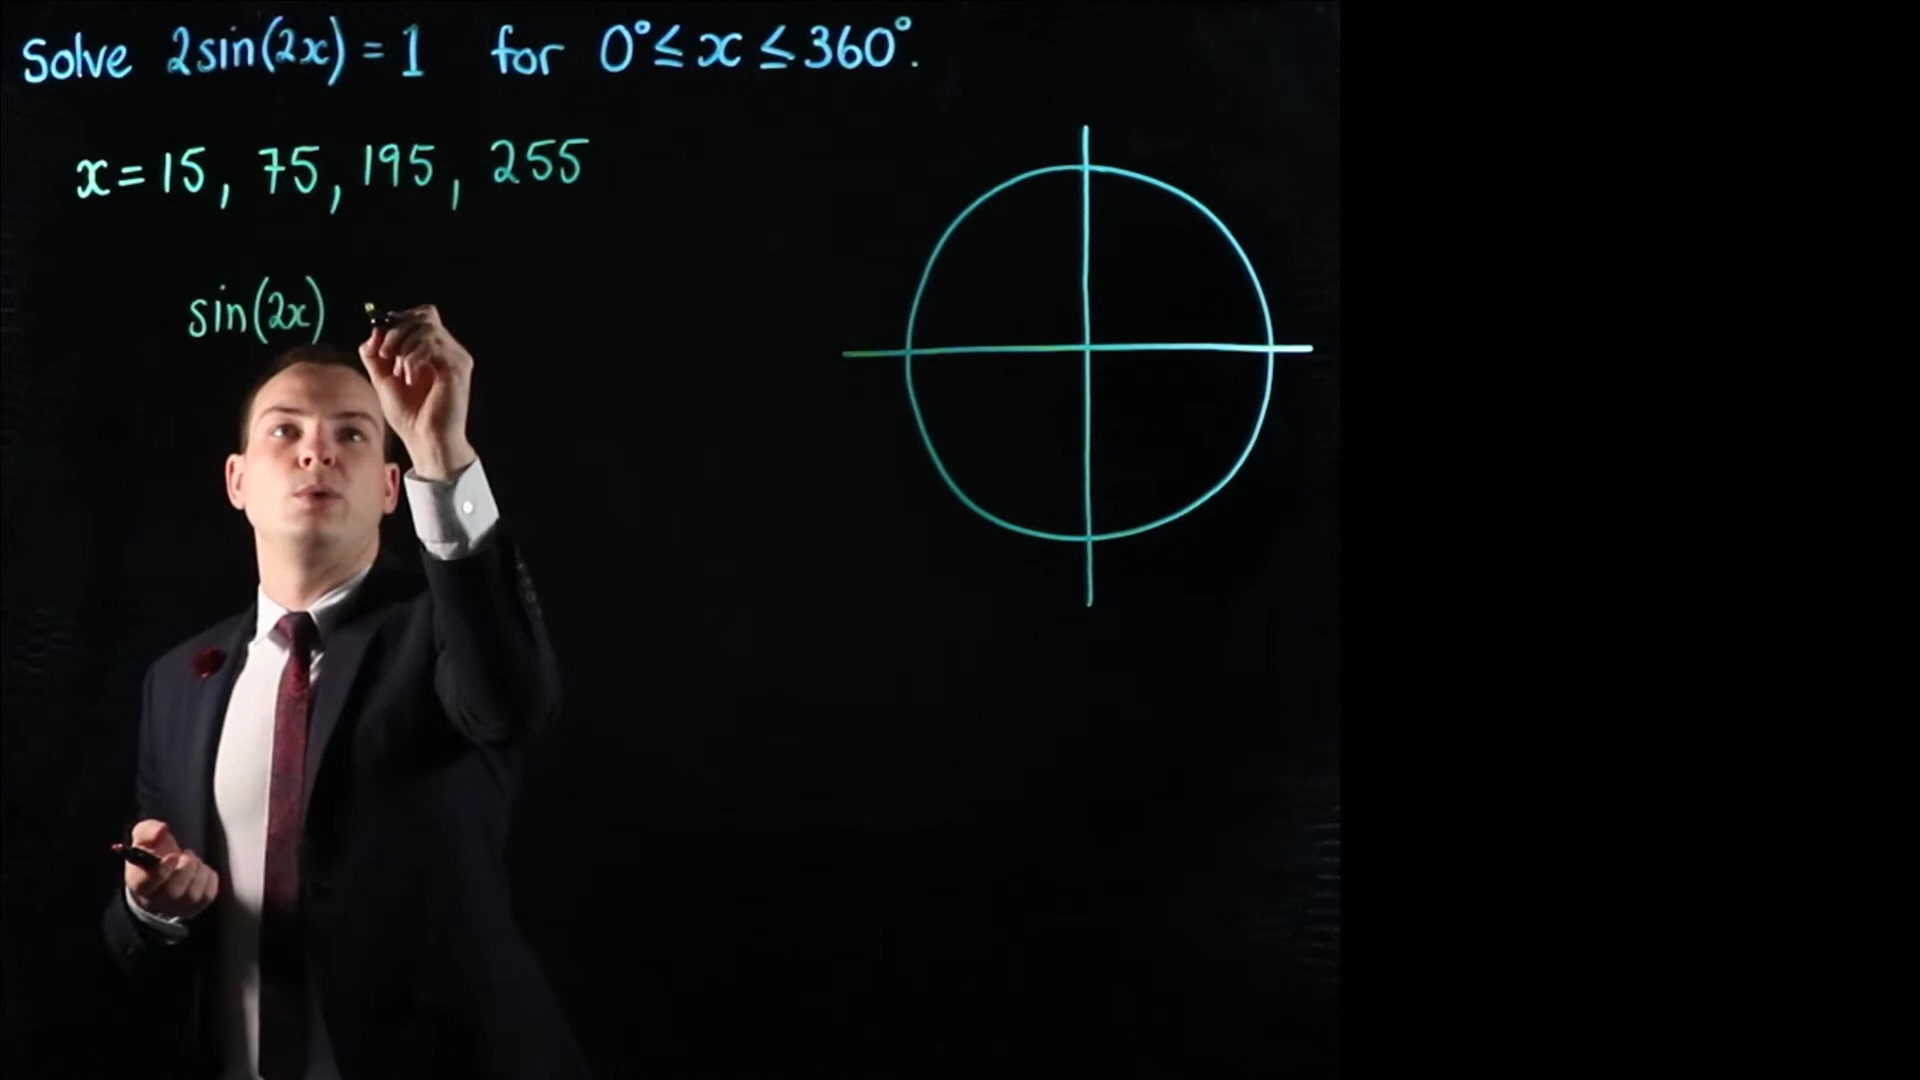 Solve 2sin(2x) = 1 for 0° ≤ x ≤ 360°.
x = 15, 75, 195, 255
sin(2x)